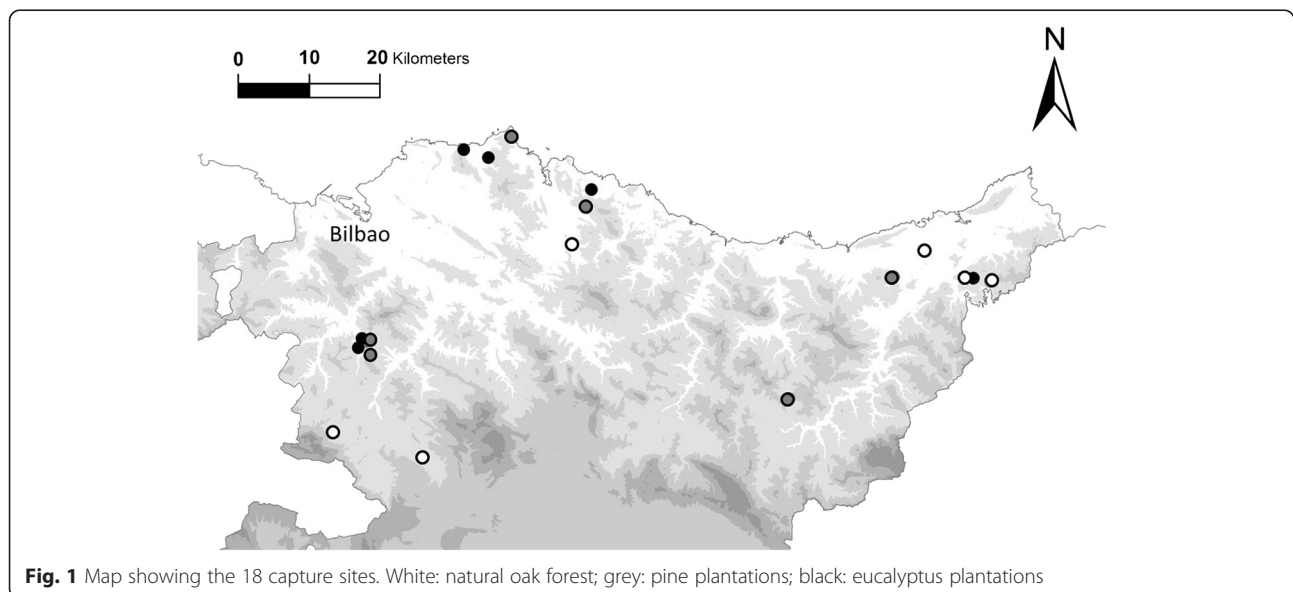 0 10 20 Kilometers
N
Bilbao
Fig. 1 Map showing the 18 capture sites. White: natural oak forest; grey: pine plantations; black: eucalyptus plantations